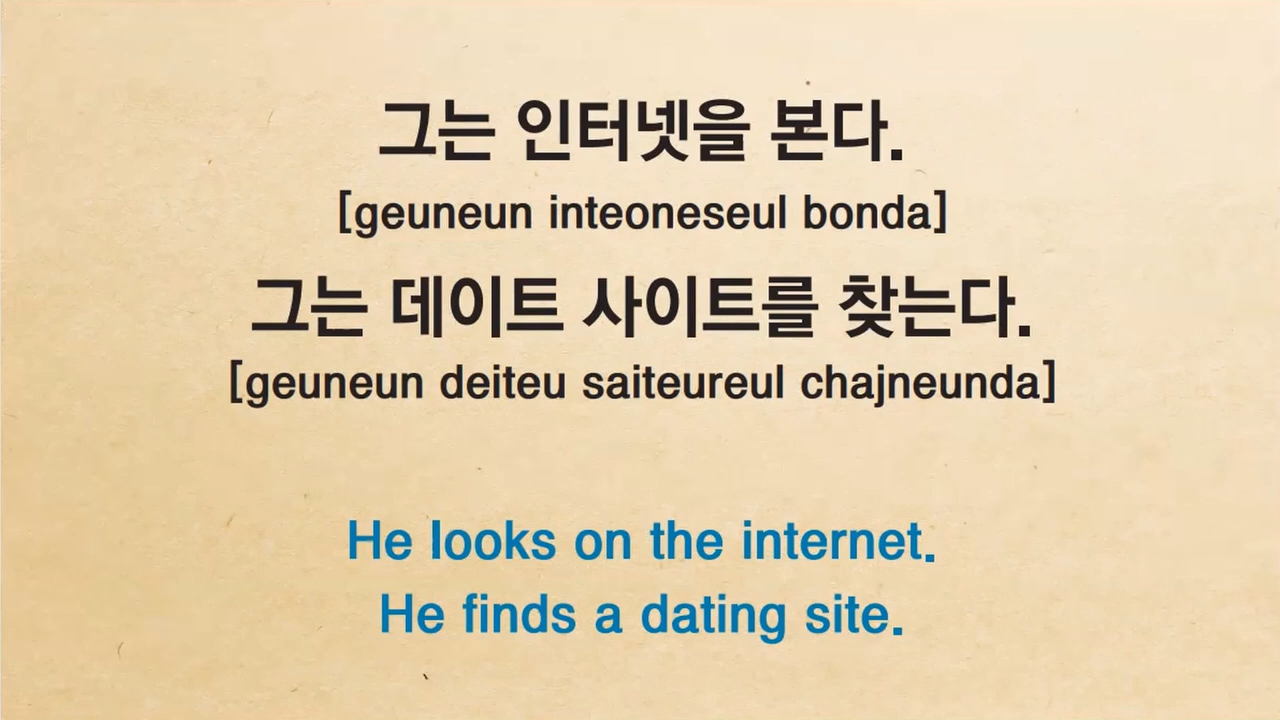 그는 인터넷을 본다.
[geuneun inteoneseul bonda]
그는 데이트 사이트를 찾는다.
[geuneun deiteu saiteureul chajneunda]
He looks on the internet.
He finds a dating site.